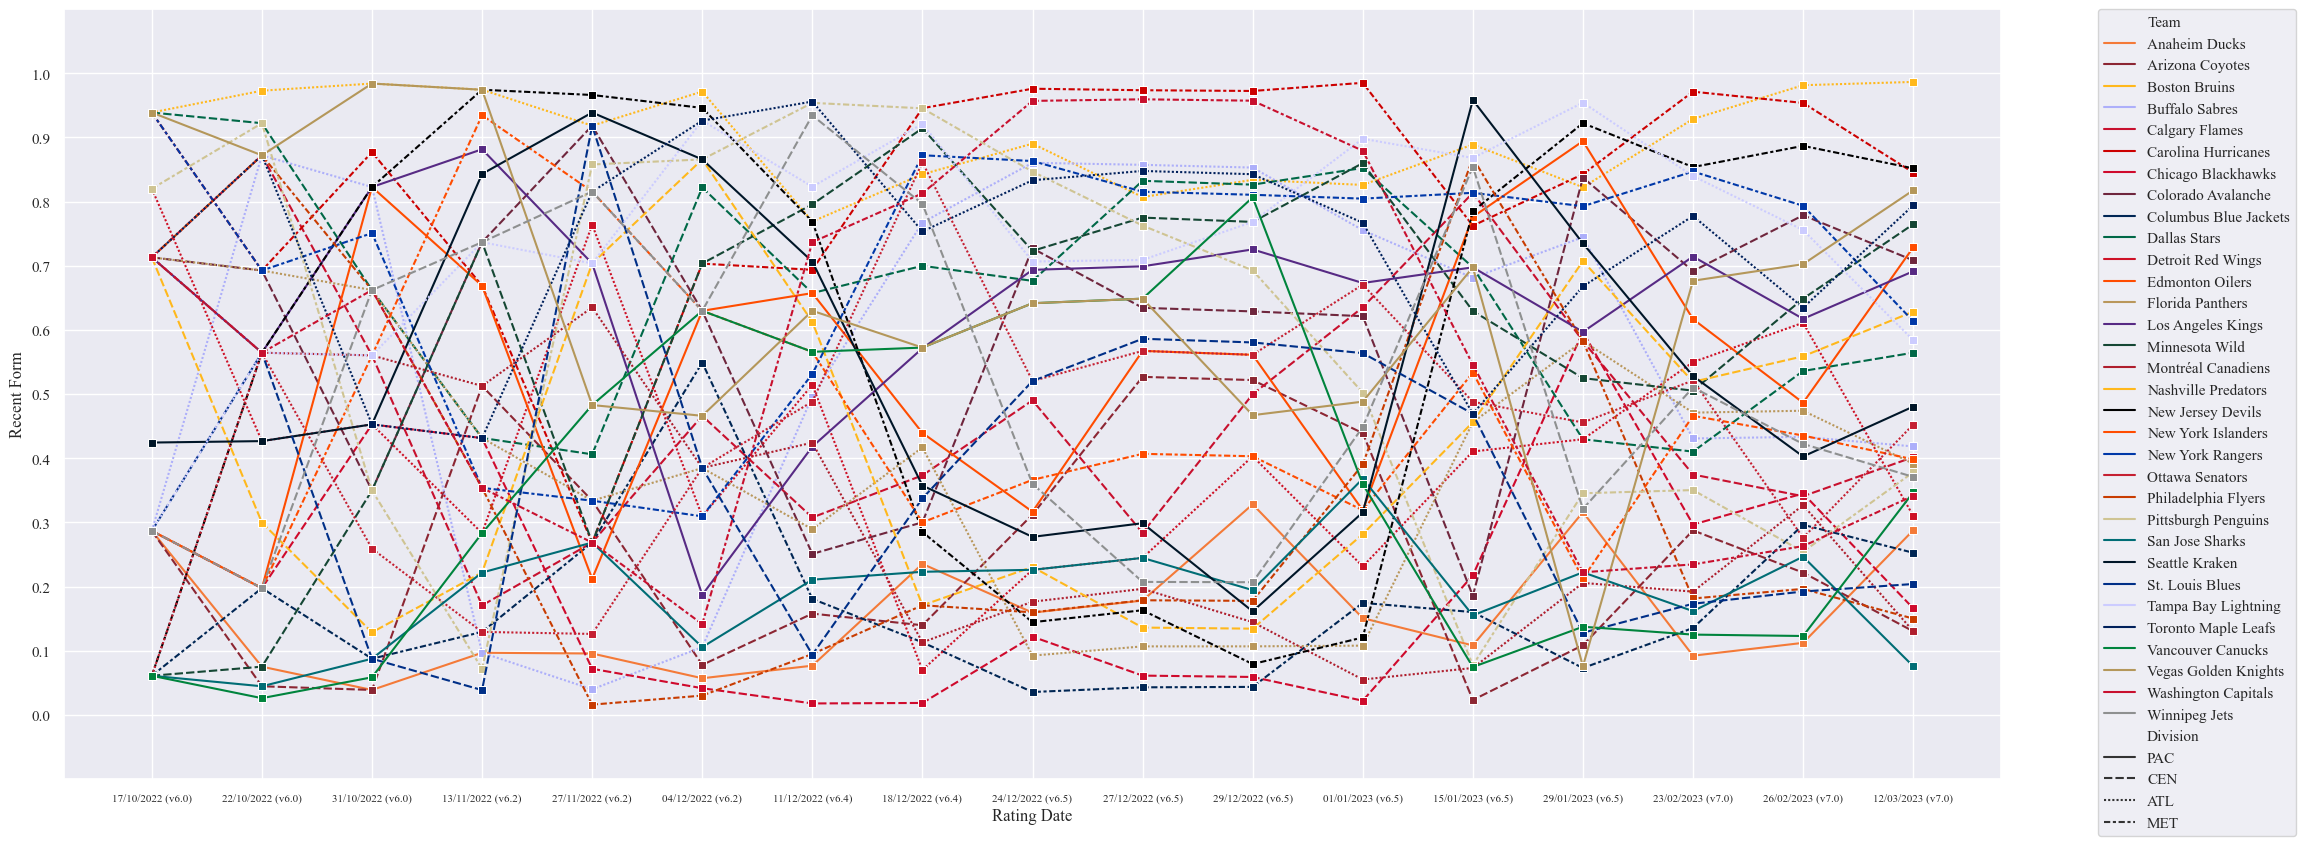 1.0
0.9
0.8
0.7
0.6
0.5
0.4
0.3
0.2
0.1
0.0
Recent Form
17/10/2022 (v6.0)
22/10/2022 (v6.0)
31/10/2022 (v6.0)
13/11/2022 (v6.2)
27/11/2022 (v6.2)
04/12/2022 (v6.2)
11/12/2022 (v6.4)
18/12/2022 (v6.4)
24/12/2022 (v6.5)
27/12/2022 (v6.5)
29/12/2022 (v6.5)
01/01/2023 (v6.5)
15/01/2023 (v6.5)
29/01/2023 (v6.5)
23/02/2023 (v7.0)
26/02/2023 (v7.0)
12/03/2023 (v7.0)
Rating Date
Team
Anaheim Ducks
Arizona Coyotes
Boston Bruins
Buffalo Sabres
Calgary Flames
Carolina Hurricanes
Chicago Blackhawks
Colorado Avalanche
Columbus Blue Jackets
Dallas Stars
Detroit Red Wings
Edmonton Oilers
Florida Panthers
Los Angeles Kings
Minnesota Wild
Montréal Canadiens
Nashville Predators
New Jersey Devils
New York Islanders
New York Rangers
Ottawa Senators
Philadelphia Flyers
Pittsburgh Penguins
San Jose Sharks
Seattle Kraken
St. Louis Blues
Tampa Bay Lightning
Toronto Maple Leafs
Vancouver Canucks
Vegas Golden Knights
Washington Capitals
Winnipeg Jets
Division
PAC
CEN
ATL
MET